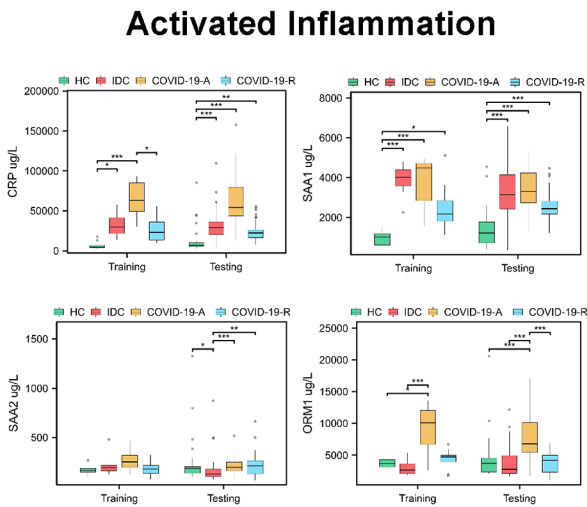 Activated Inflammation
HC IDC COVID-19-A COVID-19-R
CRP ug/L
200000
150000
100000
50000
0
*
***
*
***
***
**
Training Testing
HC IDC COVID-19-A COVID-19-R
SAA1 ug/L
8000
6000
4000
2000
***
***
*
***
***
***
Training Testing
HC IDC COVID-19-A COVID-19-R
SAA2 ug/L
1500
1000
500
*
***
**
Training Testing
HC IDC COVID-19-A COVID-19-R
ORM1 ug/L
25000
20000
15000
10000
5000
0
*
***
***
***
***
Training Testing